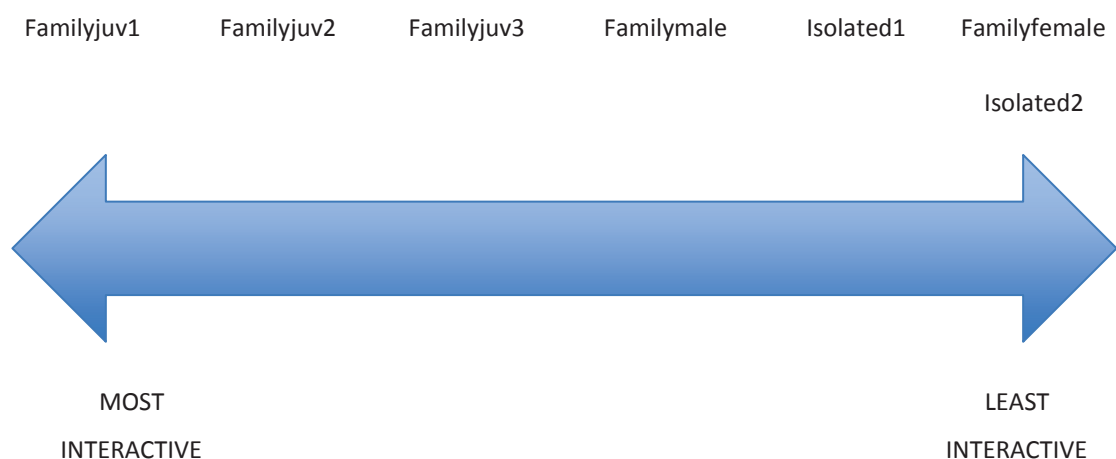 Familyjuv1 Familyjuv2 Familyjuv3 Familymale Isolated1 Familyfemale
Isolated2
MOST LEAST
INTERACTIVE INTERACTIVE